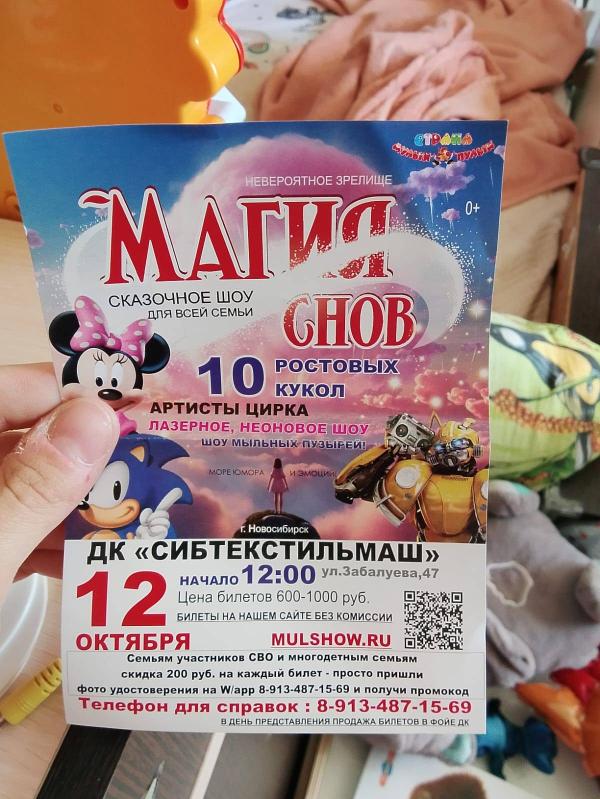 СТРАНА
МУЛЬТИ ПУЛЬТИ
НЕВЕРОЯТНОЕ ЗРЕЛИЩЕ
0+
МАГИЯ
СНОВ
СКАЗОЧНОЕ ШОУ
ДЛЯ ВСЕЙ СЕМЬИ
10 РОСТОВЫХ
КУКОЛ
АРТИСТЫ ЦИРКА
ЛАЗЕРНОЕ, НЕОНОВОЕ ШОУ
ШОУ МЫЛЬНЫХ ПУЗЫРЕЙ!
МОРЕ ЮМОРА И ЭМОЦИИ
г. Новосибирск
ДК «СИБТЕКСТИЛЬМАШ»
12
ОКТЯБРЯ
НАЧАЛО 12:00 ул.Забалуева,47
Цена билетов 600-1000 руб.
БИЛЕТЫ НА НАШЕМ САЙТЕ БЕЗ КОМИССИИ
MULSHOW.RU
Семьям участников СВО и многодетным семьям
скидка 200 руб. на каждый билет - просто пришли
фото удостоверения на W/app 8-913-487-15-69 и получи промокод
Телефон для справок : 8-913-487-15-69
В ДЕНЬ ПРЕДСТАВЛЕНИЯ ПРОДАЖА БИЛЕТОВ В ФОЙЕ ДК